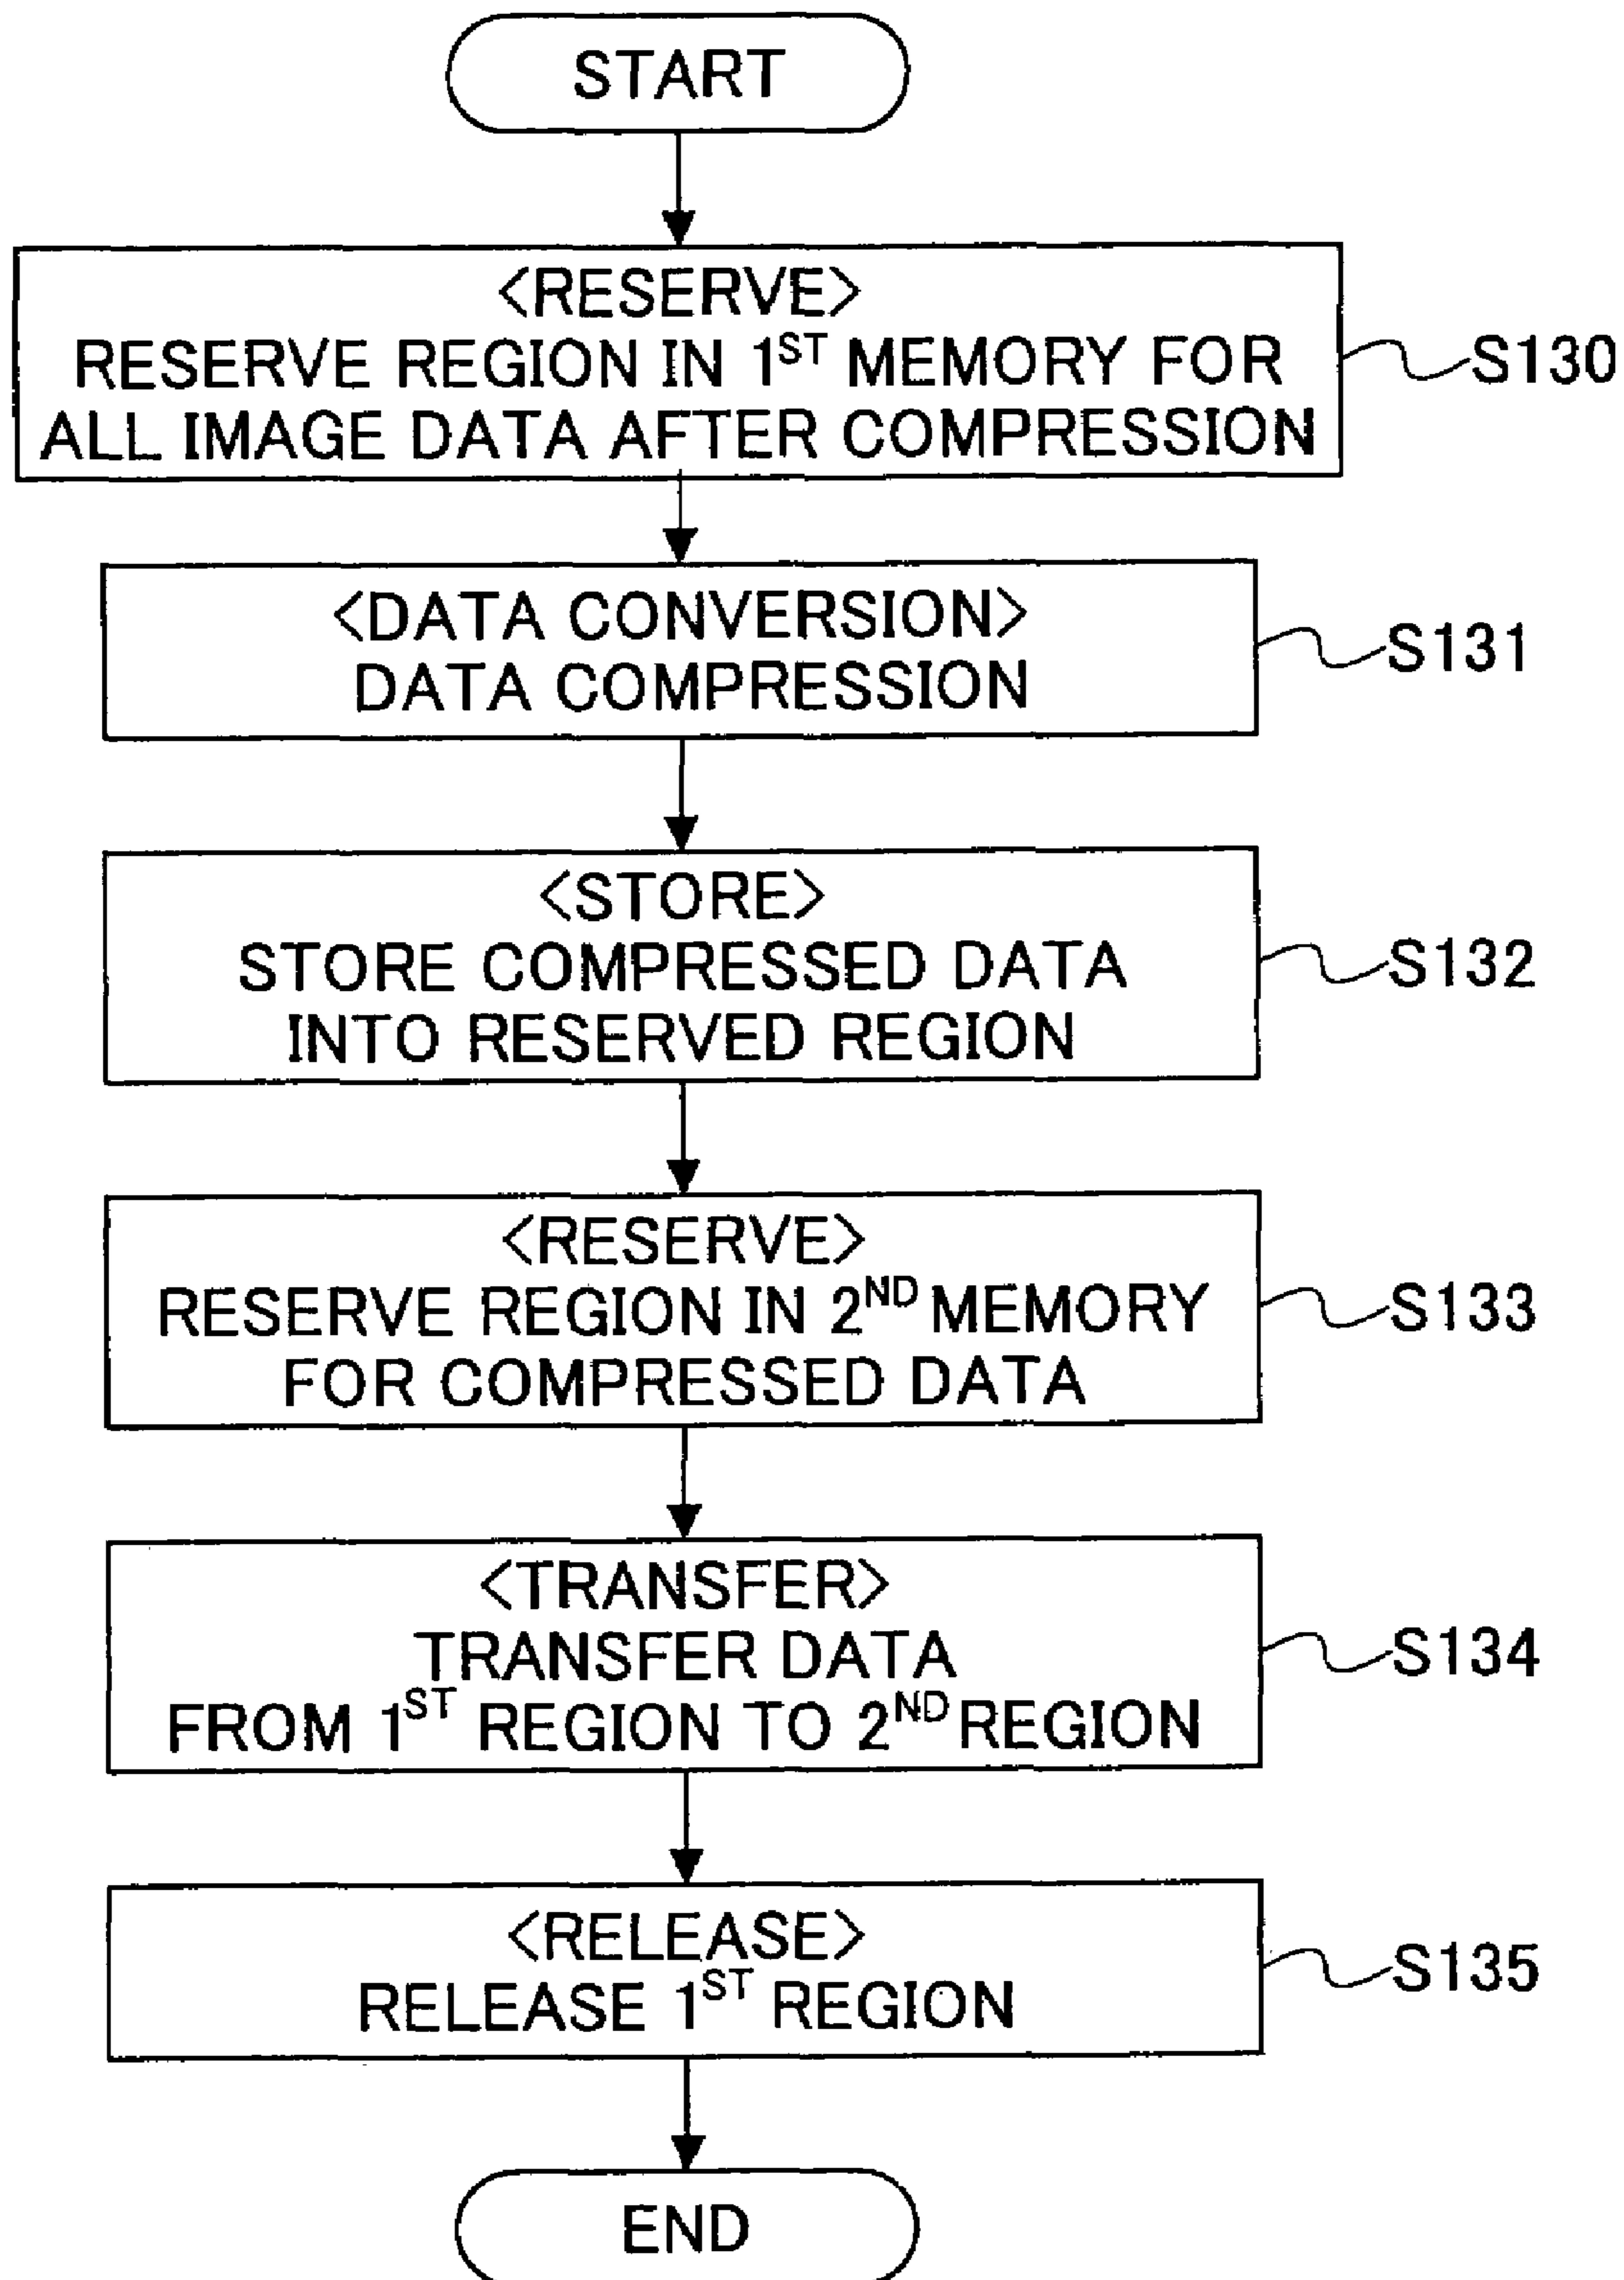 START
<RESERVE>
RESERVE REGION IN 1ST MEMORY FOR
ALL IMAGE DATA AFTER COMPRESSION
S130
<DATA CONVERSION>
DATA COMPRESSION
S131
<STORE>
STORE COMPRESSED DATA
INTO RESERVED REGION
S132
<RESERVE>
RESERVE REGION IN 2ND MEMORY
FOR COMPRESSED DATA
S133
<TRANSFER>
TRANSFER DATA
FROM 1ST REGION TO 2ND REGION
S134
<RELEASE>
RELEASE 1ST REGION
S135
END